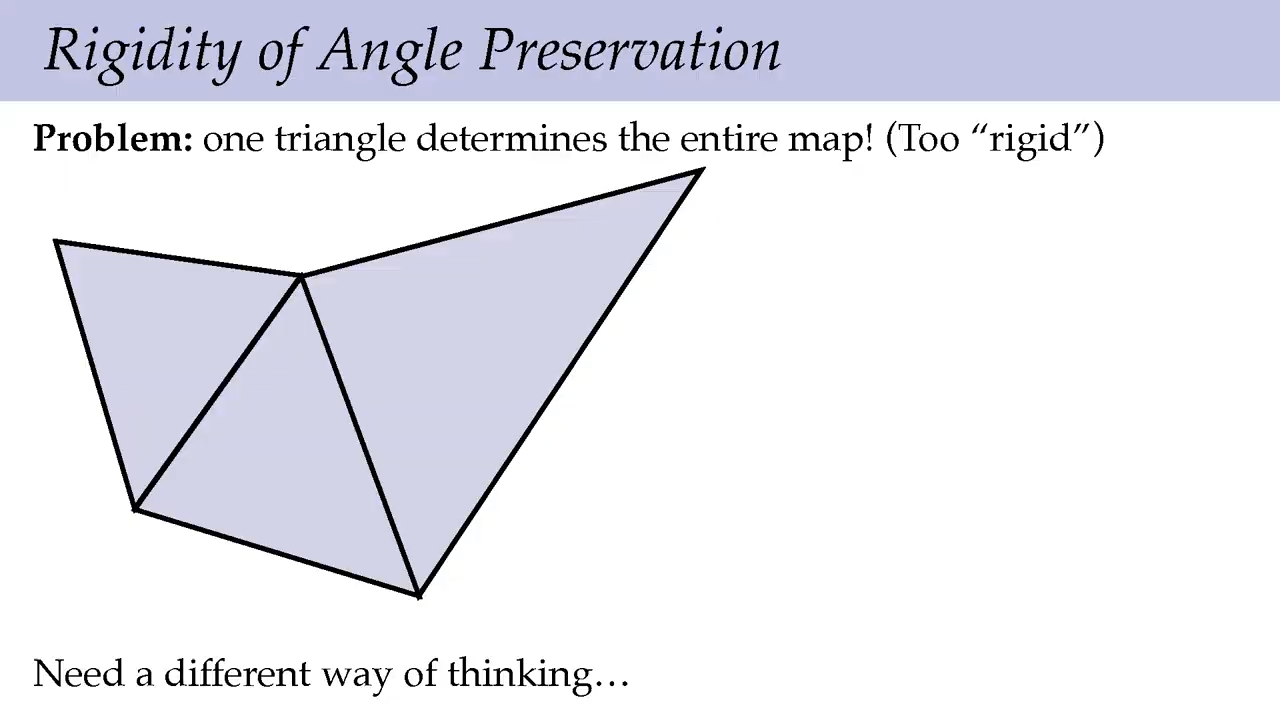 Rigidity of Angle Preservation
Problem: one triangle determines the entire map! (Too “rigid”)
Need a different way of thinking…